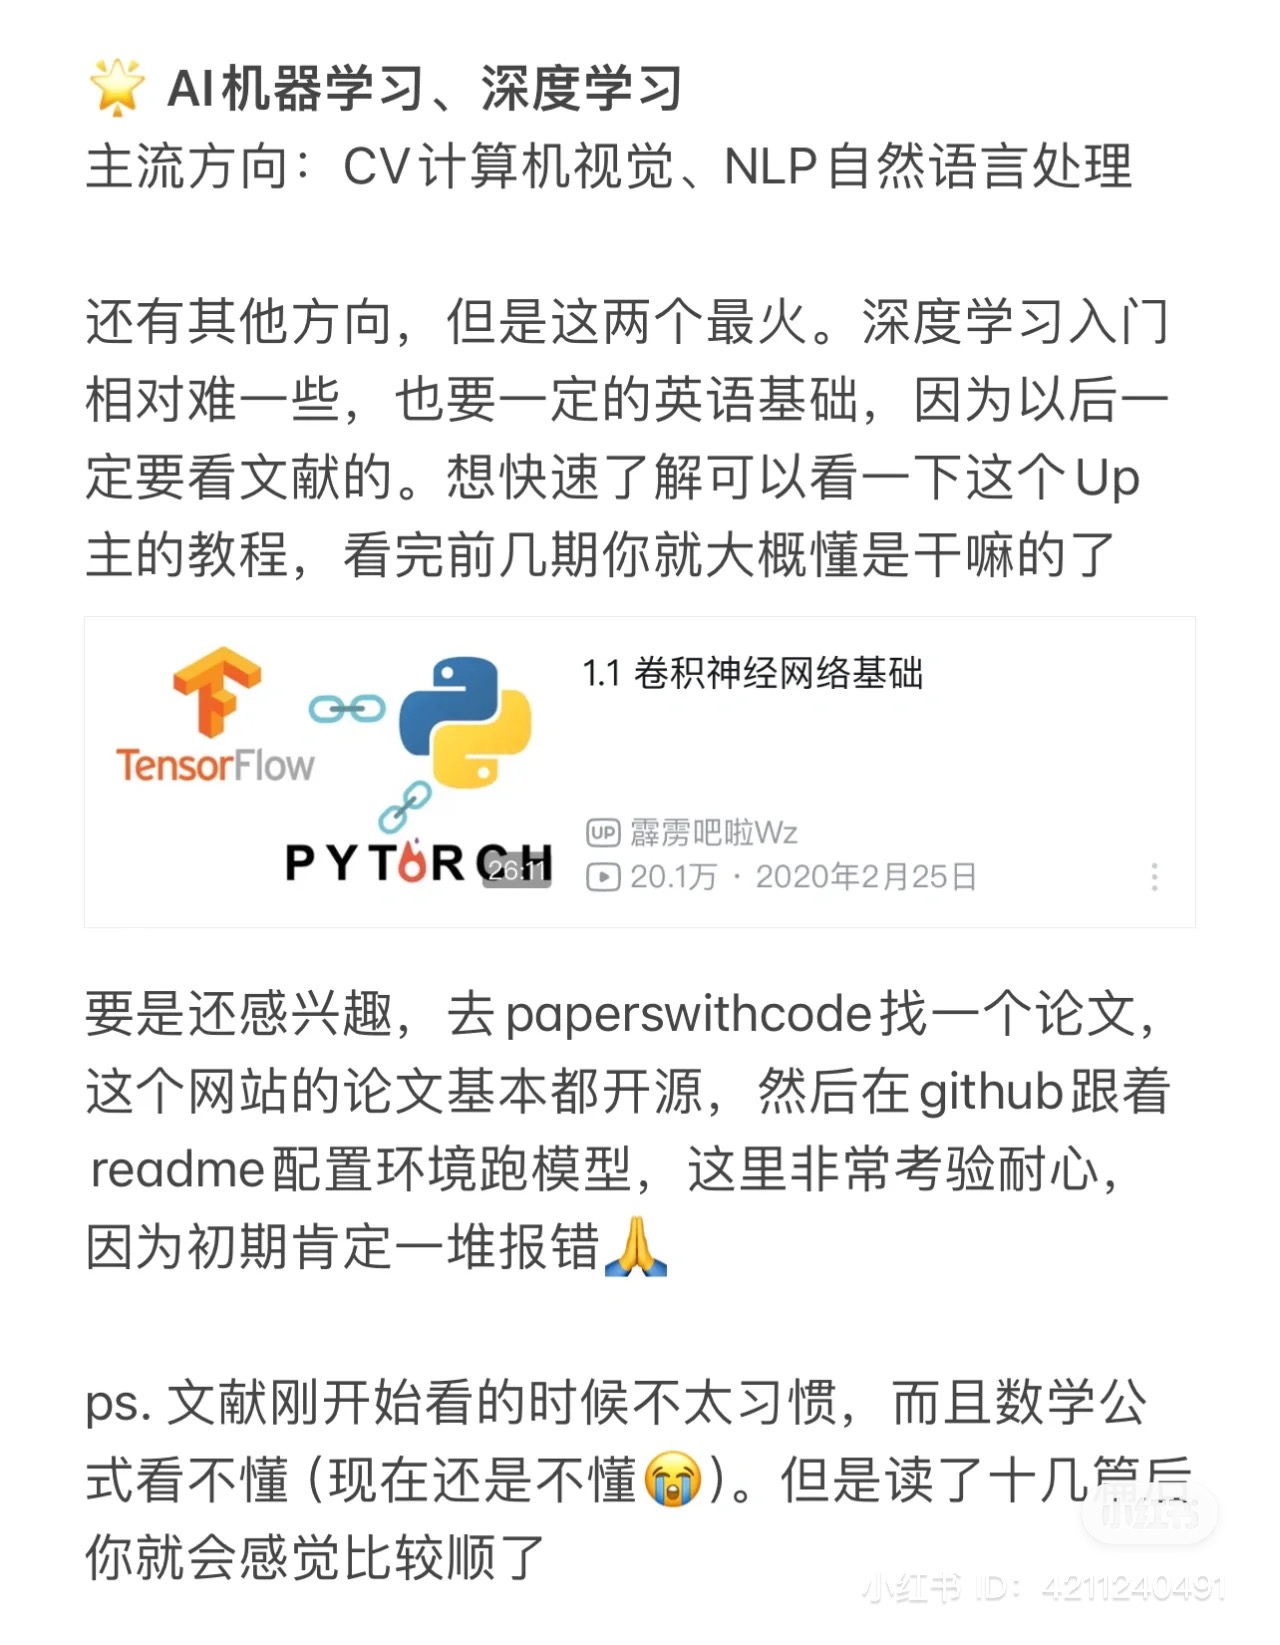 🌟 AI机器学习、深度学习
主流方向：CV计算机视觉、NLP自然语言处理
还有其他方向，但是这两个最火。深度学习入门
相对难一些，也要一定的英语基础，因为以后一
定要看文献的。想快速了解可以看一下这个Up
主的教程，看完前几期你就大概懂是干嘛的了
TensorFlow
PYTORCH
26:11
1.1 卷积神经网络基础
UP 霹雳吧啦Wz
20.1万 · 2020年2月25日
要是还感兴趣，去paperswithcode找一个论文，
这个网站的论文基本都开源，然后在github跟着
readme配置环境跑模型，这里非常考验耐心，
因为初期肯定一堆报错🙏
ps. 文献刚开始看的时候不太习惯，而且数学公
式看不懂（现在还是不懂😭）。但是读了十几篇后
你就会感觉比较顺了
小红书
小红书 ID：4211240491